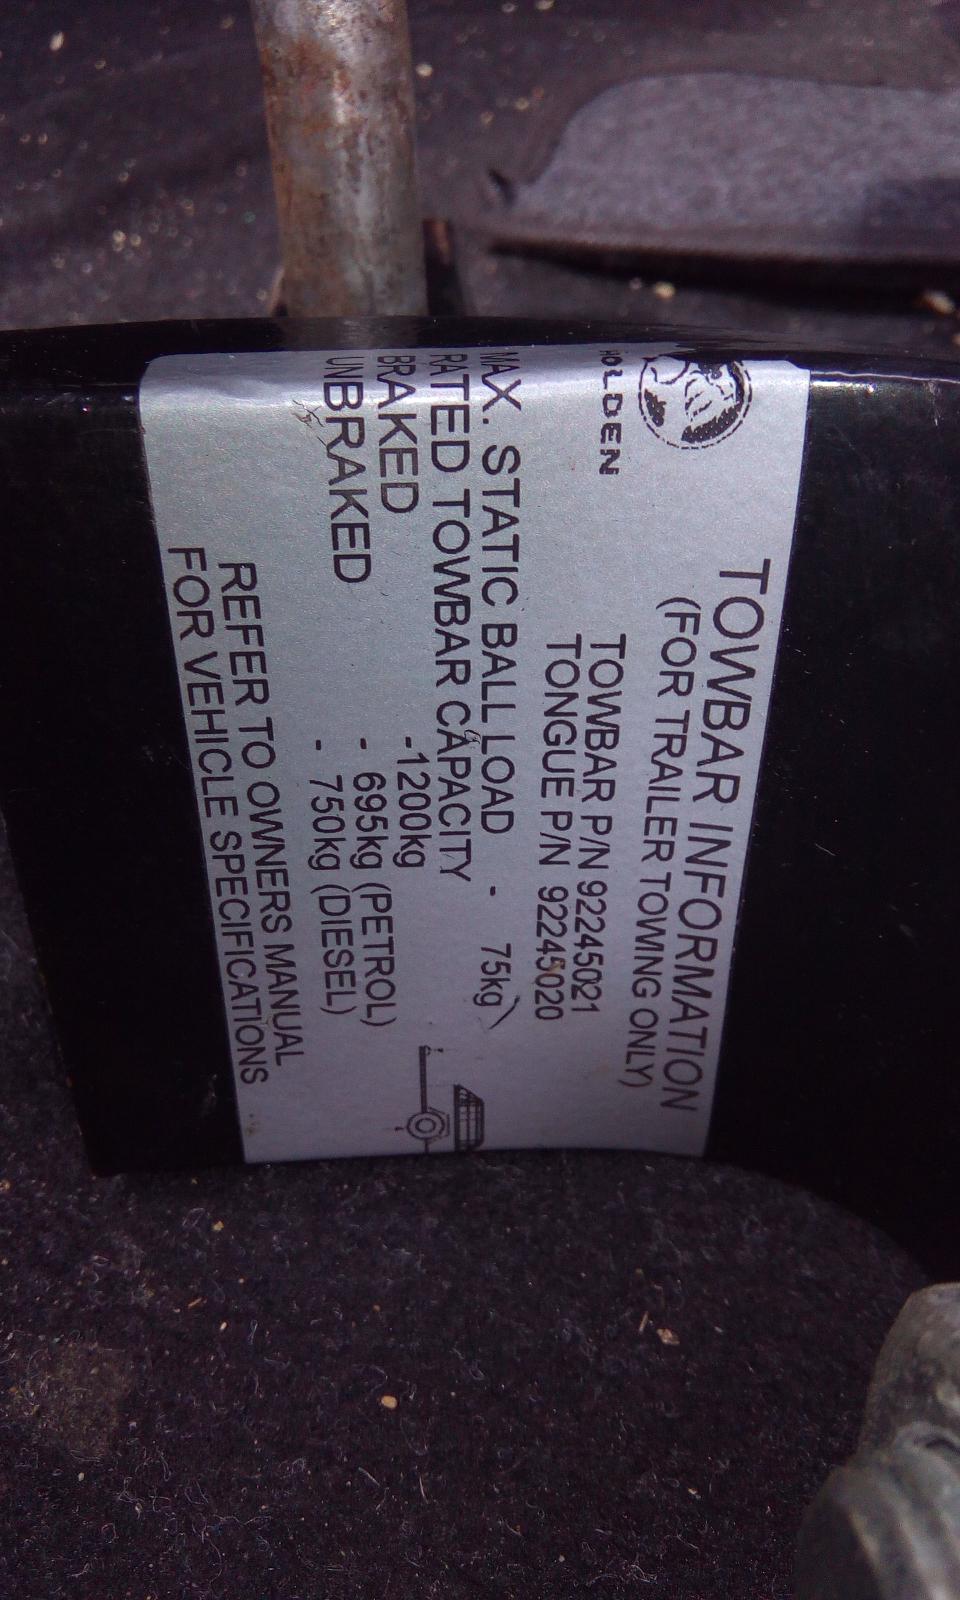 HOLDEN
TOWBAR INFORMATION
(FOR TRAILER TOWING ONLY)
TOWBAR P/N 92245021
TONGUE P/N 92245020
MAX. STATIC BALL LOAD - 75kg
RATED TOWBAR CAPACITY
BRAKED -1200kg
UNBRAKED - 695kg (PETROL)
- 750kg (DIESEL)
REFER TO OWNERS MANUAL
FOR VEHICLE SPECIFICATIONS